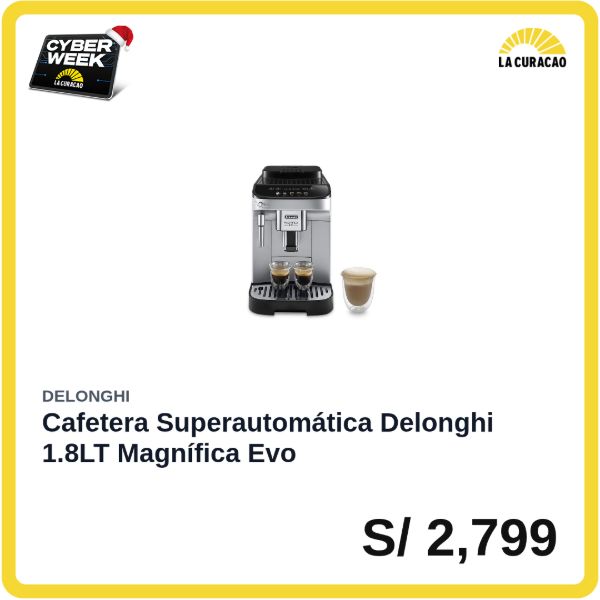 CYBER
WEEK
LA CURACAO
LA CURACAO
DELONGHI
Cafetera Superautomática Delonghi
1.8LT Magnífica Evo
S/ 2,799